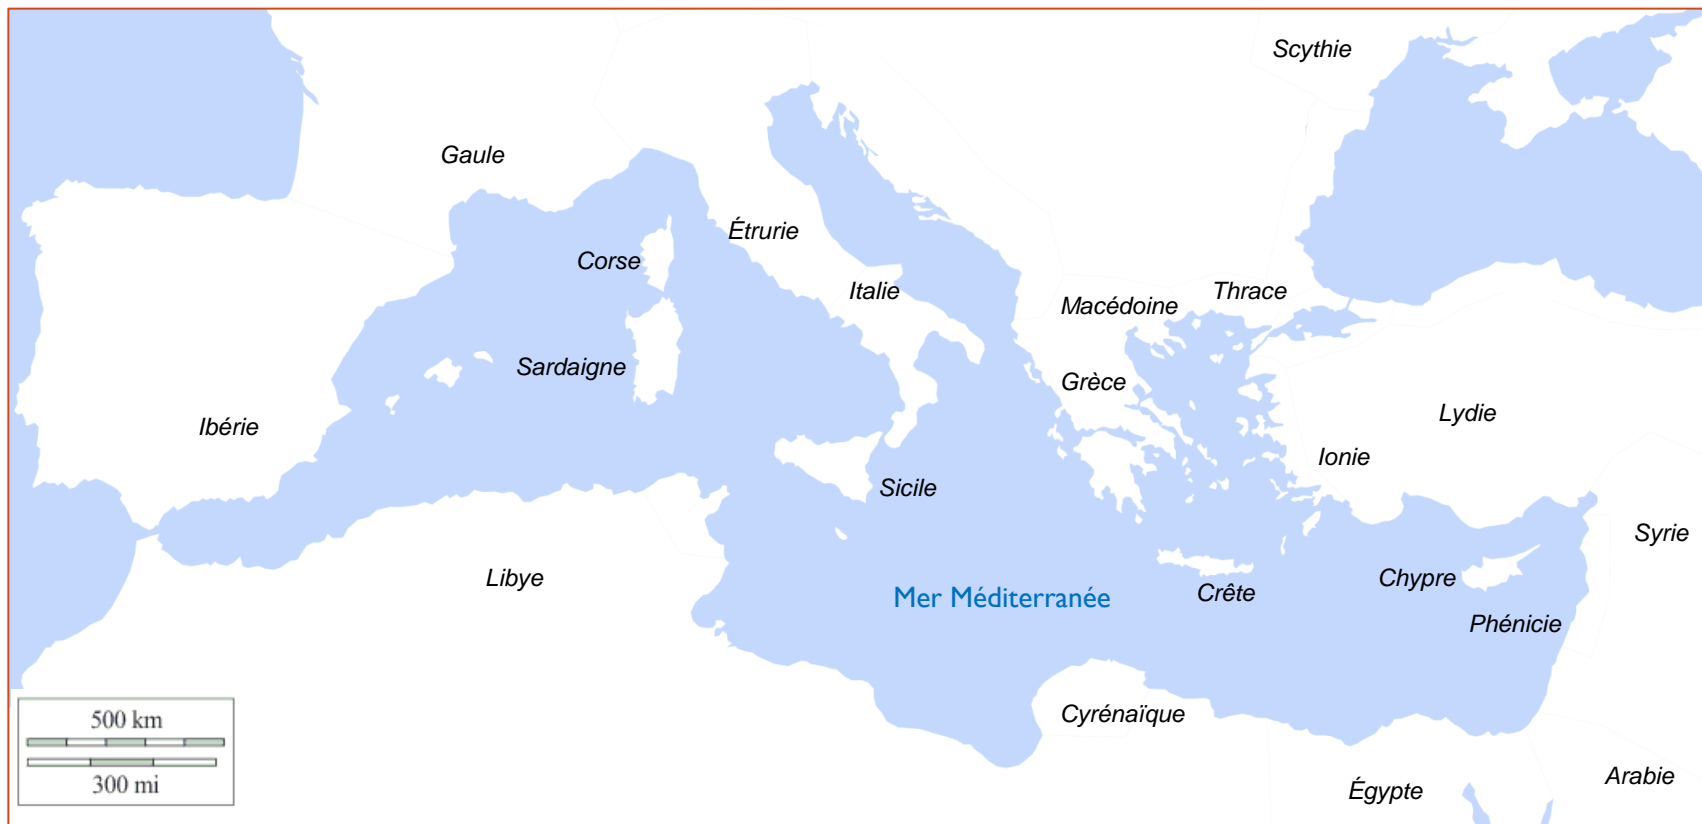 Scythie
Gaule
Étrurie
Corse
Italie
Macédoine
Thrace
Sardaigne
Grèce
Ibérie
Lydie
Ionie
Sicile
Syrie
Libye
Mer Méditerranée
Crête
Chypre
Phénicie
Cyrénaïque
Égypte
Arabie
500 km
300 mi